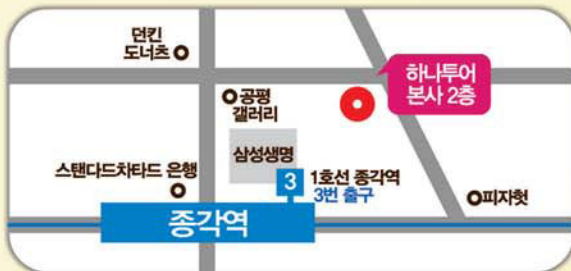 던킨
도너츠
하나투어
본사 2층
공평
갤러리
삼성생명
스탠다드차타드 은행
3
1호선 종각역
3번 출구
피자헛
종각역